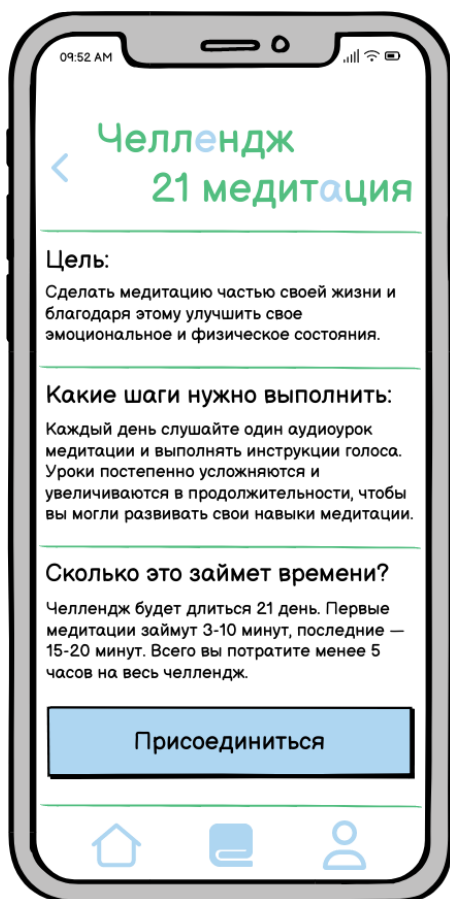 09:52 AM
Челлендж
21 медитация
Цель:
Сделать медитацию частью своей жизни и
благодаря этому улучшить свое
эмоциональное и физическое состояния.
Какие шаги нужно выполнить:
Каждый день слушайте один аудиоурок
медитации и выполнять инструкции голоса.
Уроки постепенно усложняются и
увеличиваются в продолжительности, чтобы
вы могли развивать свои навыки медитации.
Сколько это займет времени?
Челлендж будет длиться 21 день. Первые
медитации займут 3-10 минут, последние —
15-20 минут. Всего вы потратите менее 5
часов на весь челлендж.
Присоединиться